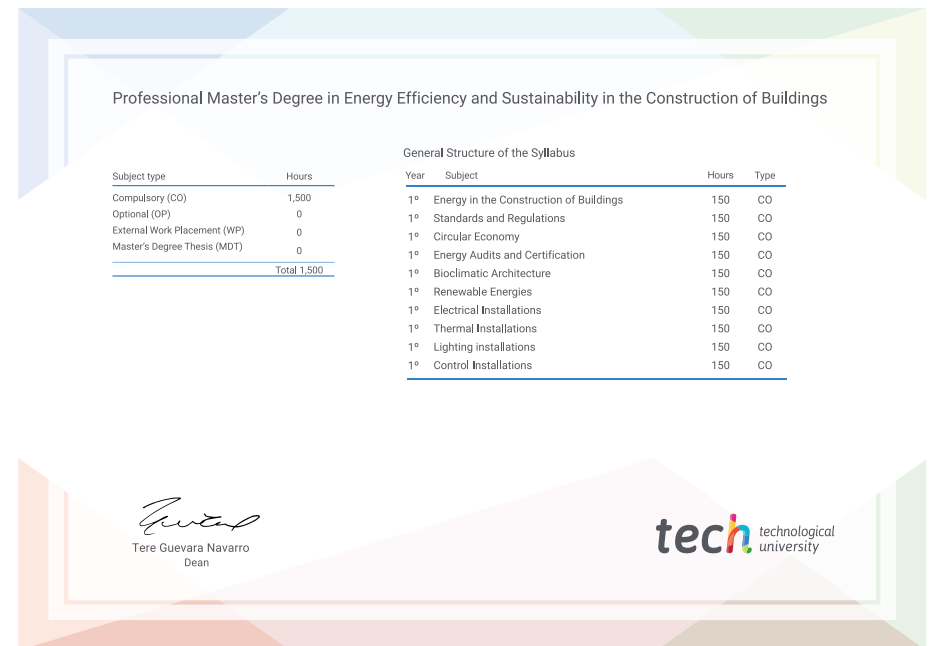 Professional Master's Degree in Energy Efficiency and Sustainability in the Construction of Buildings
Subject type Hours
Compulsory (CO) 1,500
Optional (OP) 0
External Work Placement (WP) 0
Master's Degree Thesis (MDT) 0
Total 1,500
General Structure of the Syllabus
Year Subject Hours Type
1º Energy in the Construction of Buildings 150 CO
1º Standards and Regulations 150 CO
1º Circular Economy 150 CO
1º Energy Audits and Certification 150 CO
1º Bioclimatic Architecture 150 CO
1º Renewable Energies 150 CO
1º Electrical Installations 150 CO
1º Thermal Installations 150 CO
1º Lighting installations 150 CO
1º Control Installations 150 CO
Tere Guevara Navarro
Dean
tech technological
university